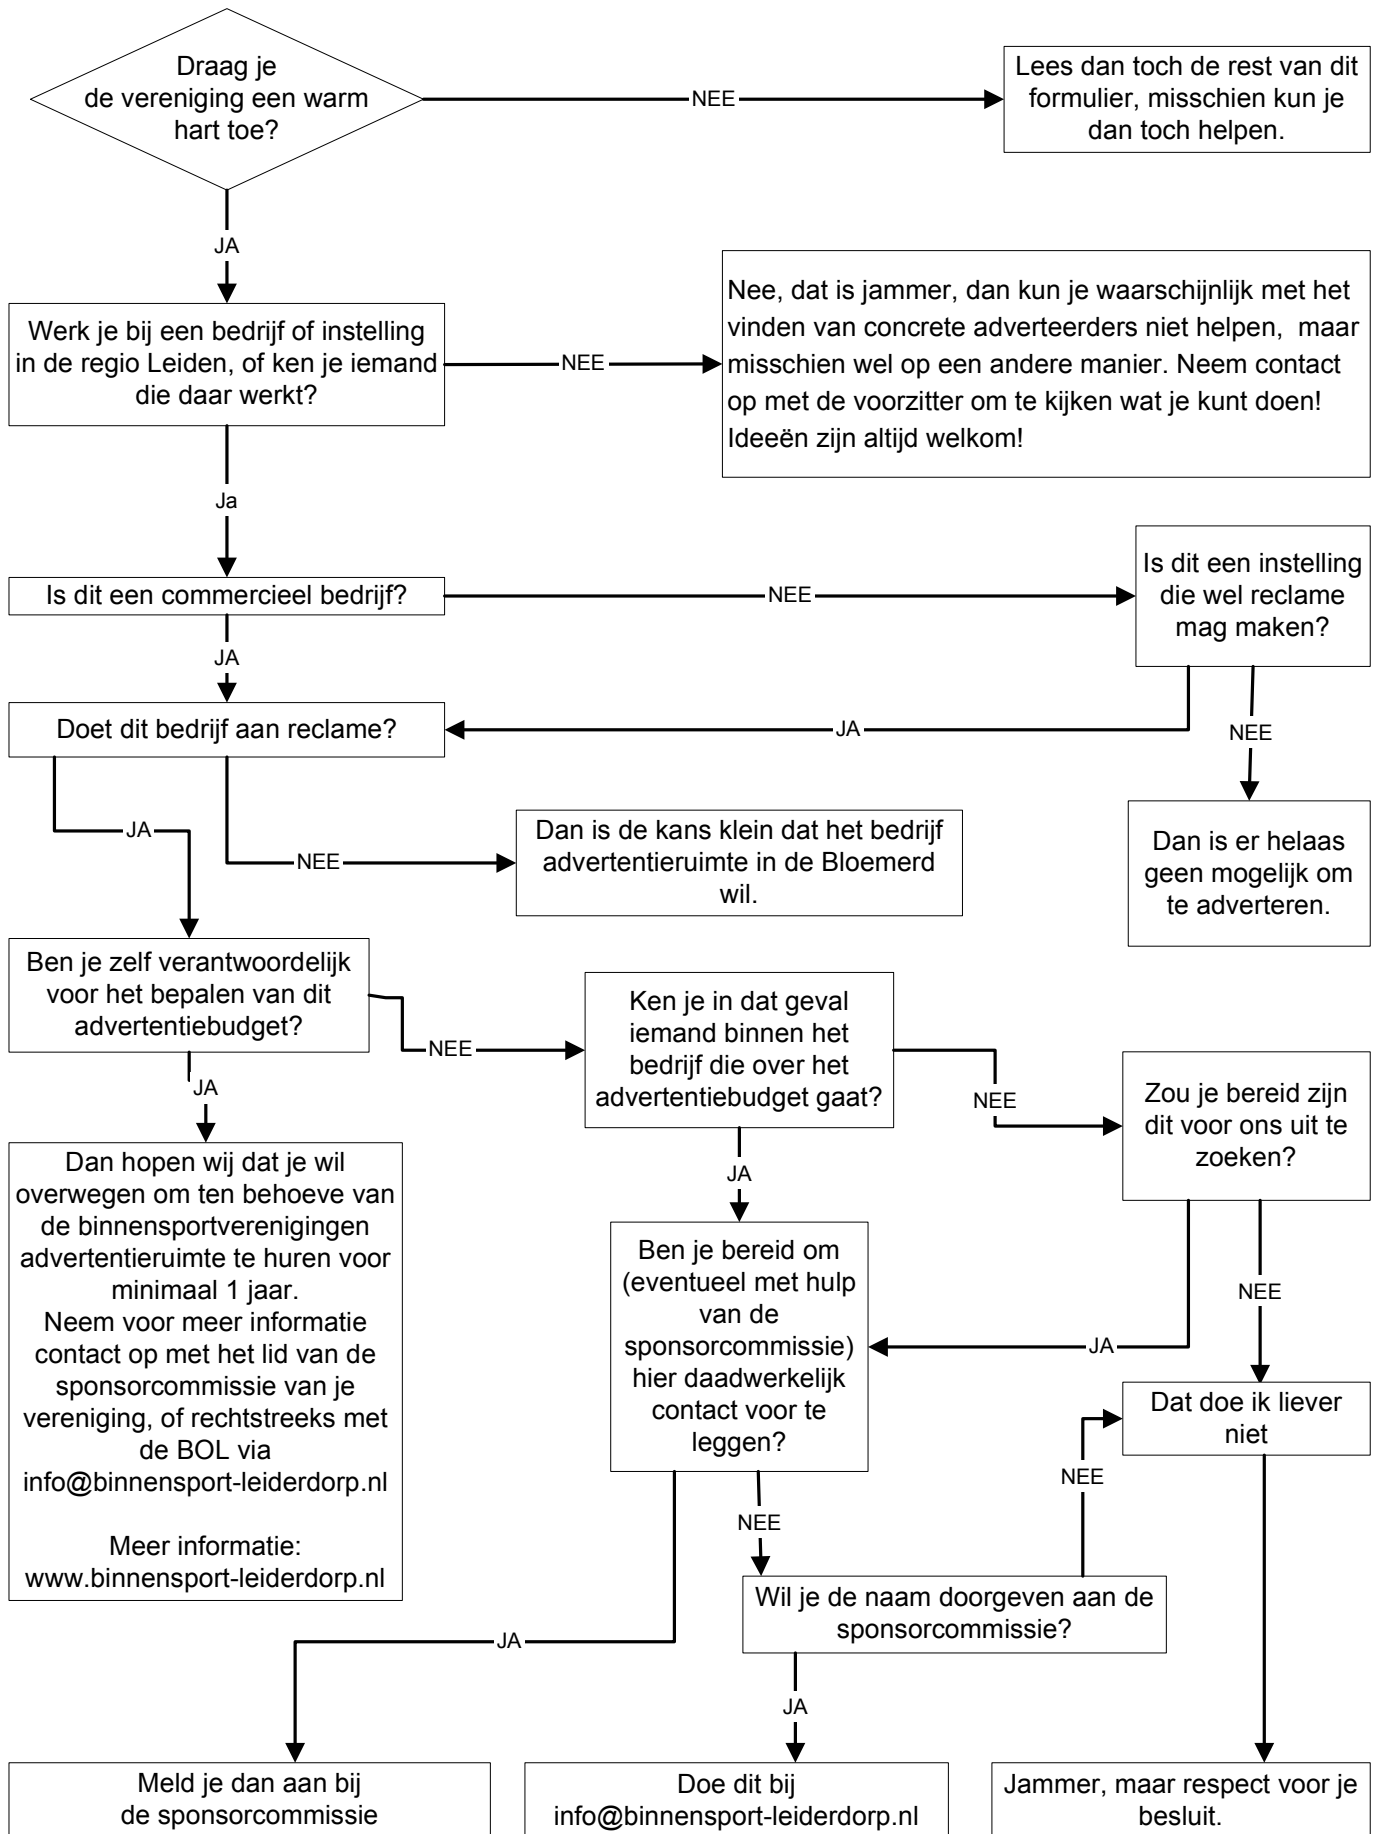 Draag je
de vereniging een warm
hart toe?
NEE
Lees dan toch de rest van dit
formulier, misschien kun je
dan toch helpen.
JA
Werk je bij een bedrijf of instelling
in de regio Leiden, of ken je iemand
die daar werkt?
NEE
Nee, dat is jammer, dan kun je waarschijnlijk met het
vinden van concrete adverteerders niet helpen,  maar
misschien wel op een andere manier. Neem contact
op met de voorzitter om te kijken wat je kunt doen!
Ideeën zijn altijd welkom!
Ja
Is dit een commercieel bedrijf?
NEE
Is dit een instelling
die wel reclame
mag maken?
JA
Doet dit bedrijf aan reclame?
JA
NEE
JA
NEE
Dan is de kans klein dat het bedrijf
advertentieruimte in de Bloemerd
wil.
Dan is er helaas
geen mogelijk om
te adverteren.
Ben je zelf verantwoordelijk
voor het bepalen van dit
advertentiebudget?
NEE
Ken je in dat geval
iemand binnen het
bedrijf die over het
advertentiebudget gaat?
NEE
Zou je bereid zijn
dit voor ons uit te
zoeken?
JA
Dan hopen wij dat je wil
overwegen om ten behoeve van
de binnensportverenigingen
advertentieruimte te huren voor
minimaal 1 jaar.
Neem voor meer informatie
contact op met het lid van de
sponsorcommissie van je
vereniging, of rechtstreeks met
de BOL via
info@binnensport-leiderdorp.nl
Meer informatie:
www.binnensport-leiderdorp.nl
JA
Ben je bereid om
(eventueel met hulp
van de
sponsorcommissie)
hier daadwerkelijk
contact voor te
leggen?
JA
NEE
Dat doe ik liever
niet
NEE
NEE
Wil je de naam doorgeven aan de
sponsorcommissie?
JA
JA
Meld je dan aan bij
de sponsorcommissie
Doe dit bij
info@binnensport-leiderdorp.nl
Jammer, maar respect voor je
besluit.